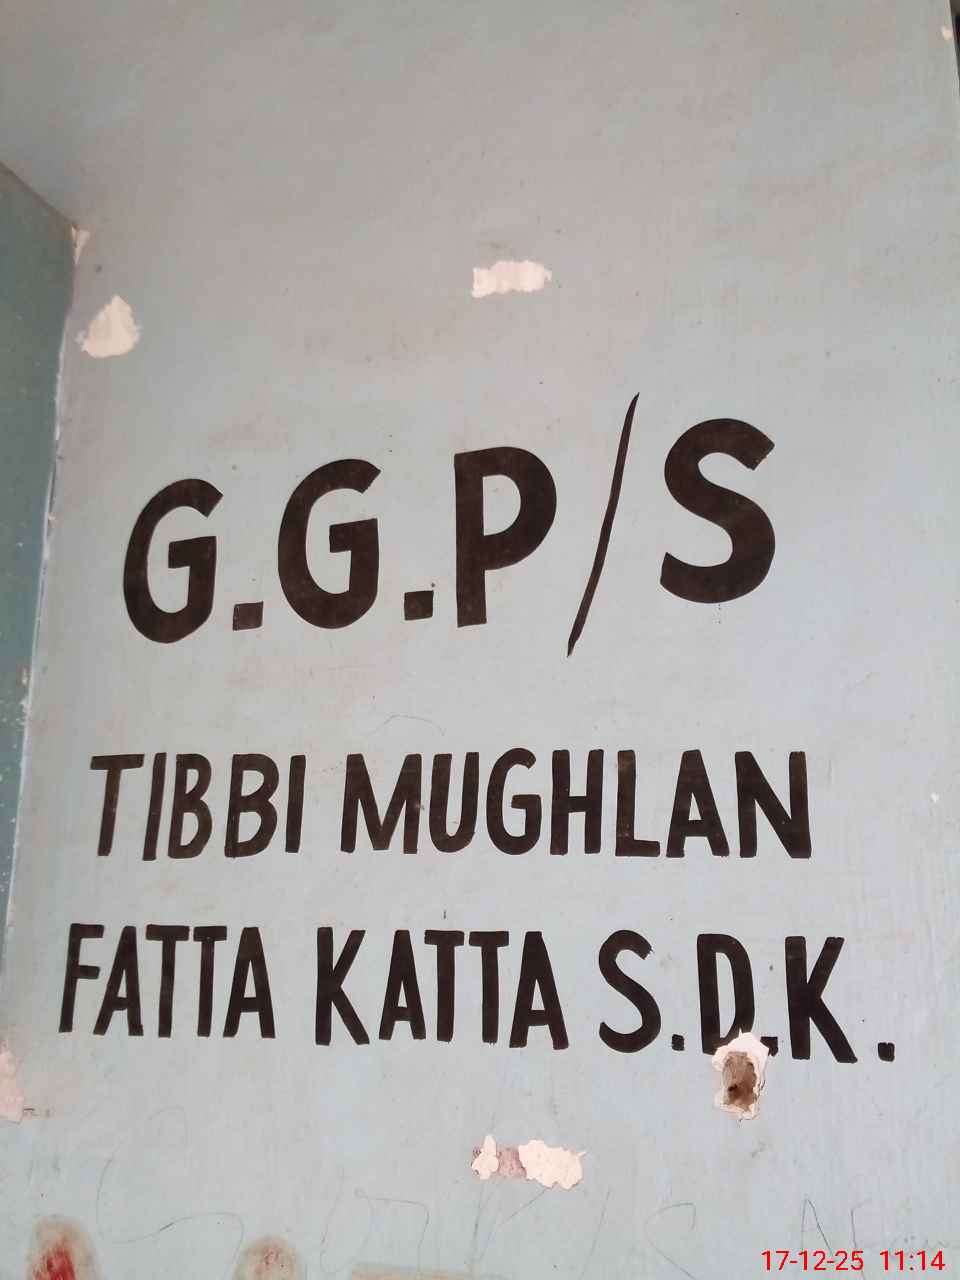 G.G.P/S
TIBBI MUGHLAN
FATTA KATTA S.D.K.
17-12-25 11:14